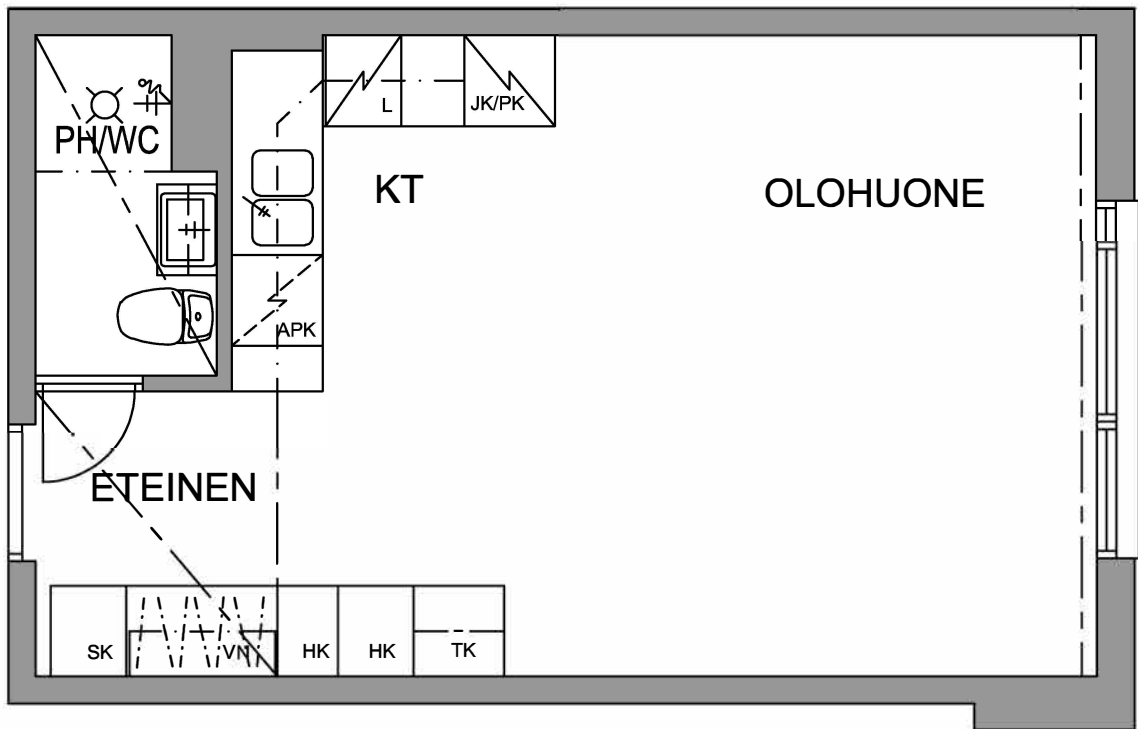 L
JK/PK
PH/WC
KT
OLOHUONE
APK
ETEINEN
SK
VN
HK
HK
TK